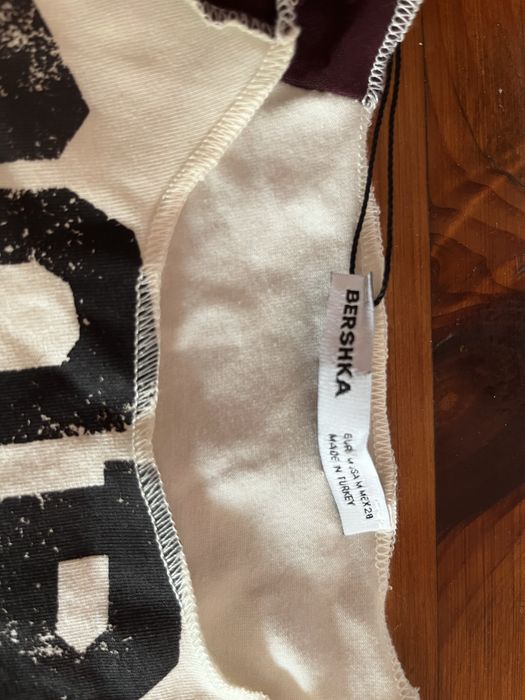 BERSHKA
EUR M USA M MEX 28
MADE IN TURKEY